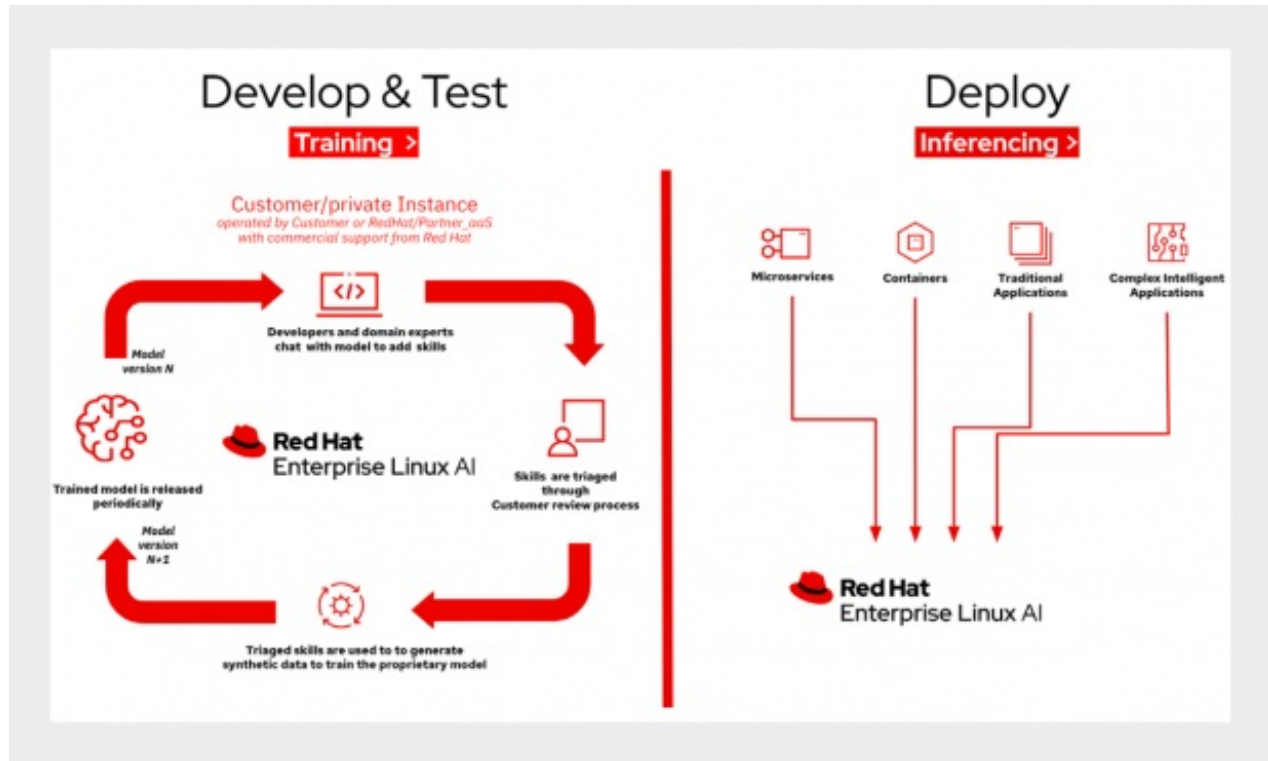 Develop & Test
Training >
Customer/private Instance
operated by Customer or RedHat/Partner_aaS
with commercial support from Red Hat
</>
Developers and domain experts
chat with model to add skills
Model
version N
Red Hat
Enterprise Linux AI
Trained model is released
periodically
Skills are triaged
through
Customer review process
Model
version
N+1
Triaged skills are used to to generate
synthetic data to train the proprietary model
Deploy
Inferencing >
Microservices
Containers
Traditional
Applications
Complex Intelligent
Applications
Red Hat
Enterprise Linux AI